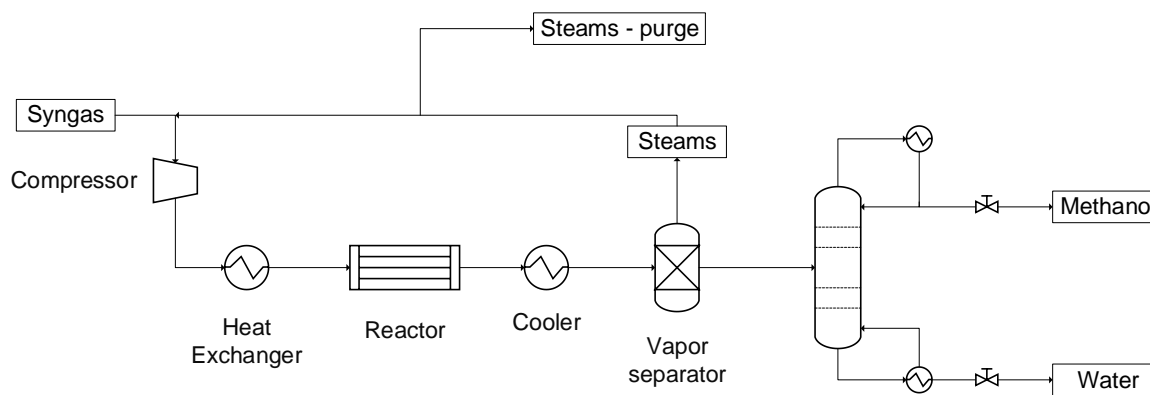 Steams - purge
Syngas
Steams
Compressor
Methano
Heat
Exchanger
Reactor
Cooler
Vapor
separator
Water